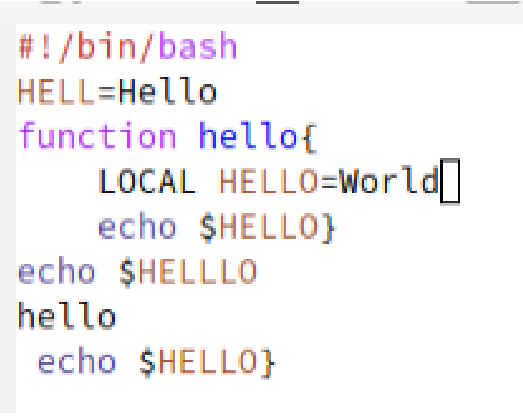 #!/bin/bash
HELL=Hello
function hello{
    LOCAL HELLO=World
    echo $HELLO}
echo $HELLLO
hello
 echo $HELLO}